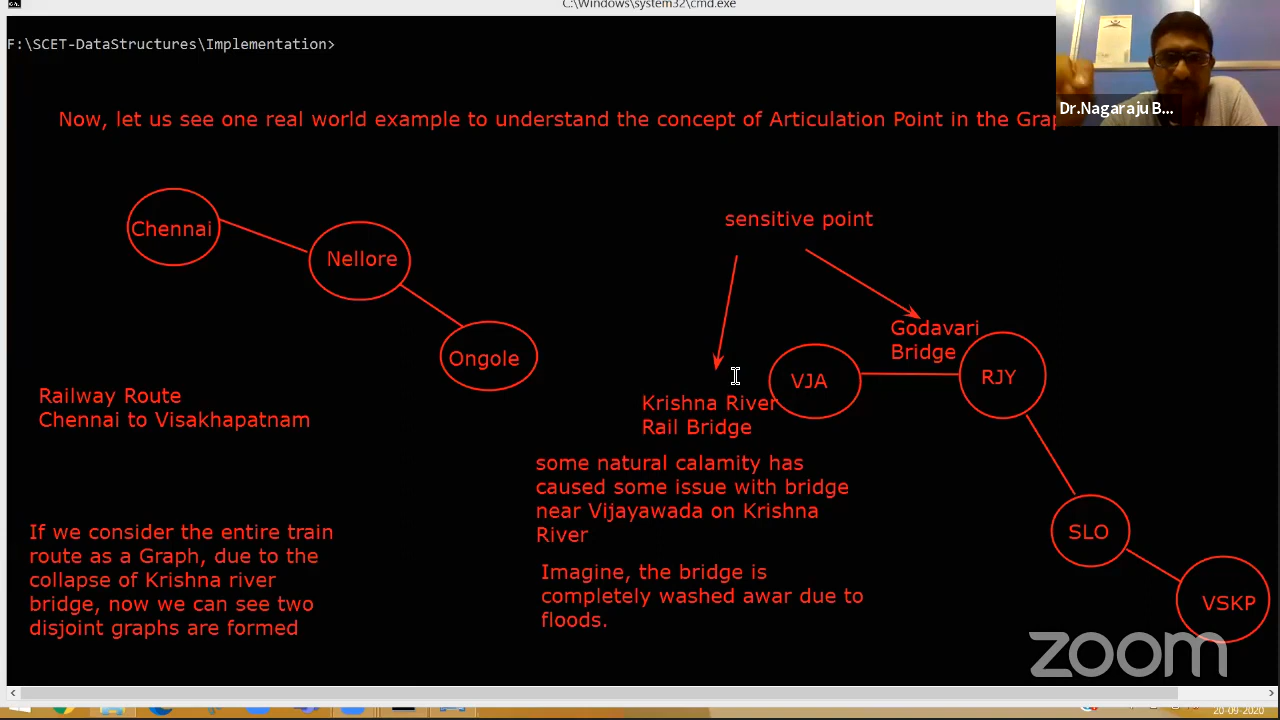 C:\Windows\system32\cmd.exe
F:\SCET-DataStructures\Implementation>
Dr.Nagaraju B...
Now, let us see one real world example to understand the concept of Articulation Point in the Grap
Chennai
Nellore
Ongole
sensitive point
Godavari
Bridge
VJA
RJY
Krishna River
Rail Bridge
Railway Route
Chennai to Visakhapatnam
some natural calamity has
caused some issue with bridge
near Vijayawada on Krishna
River
If we consider the entire train
route as a Graph, due to the
collapse of Krishna river
bridge, now we can see two
disjoint graphs are formed
Imagine, the bridge is
completely washed awar due to
floods.
SLO
VSKP
zoom
20-09-2020